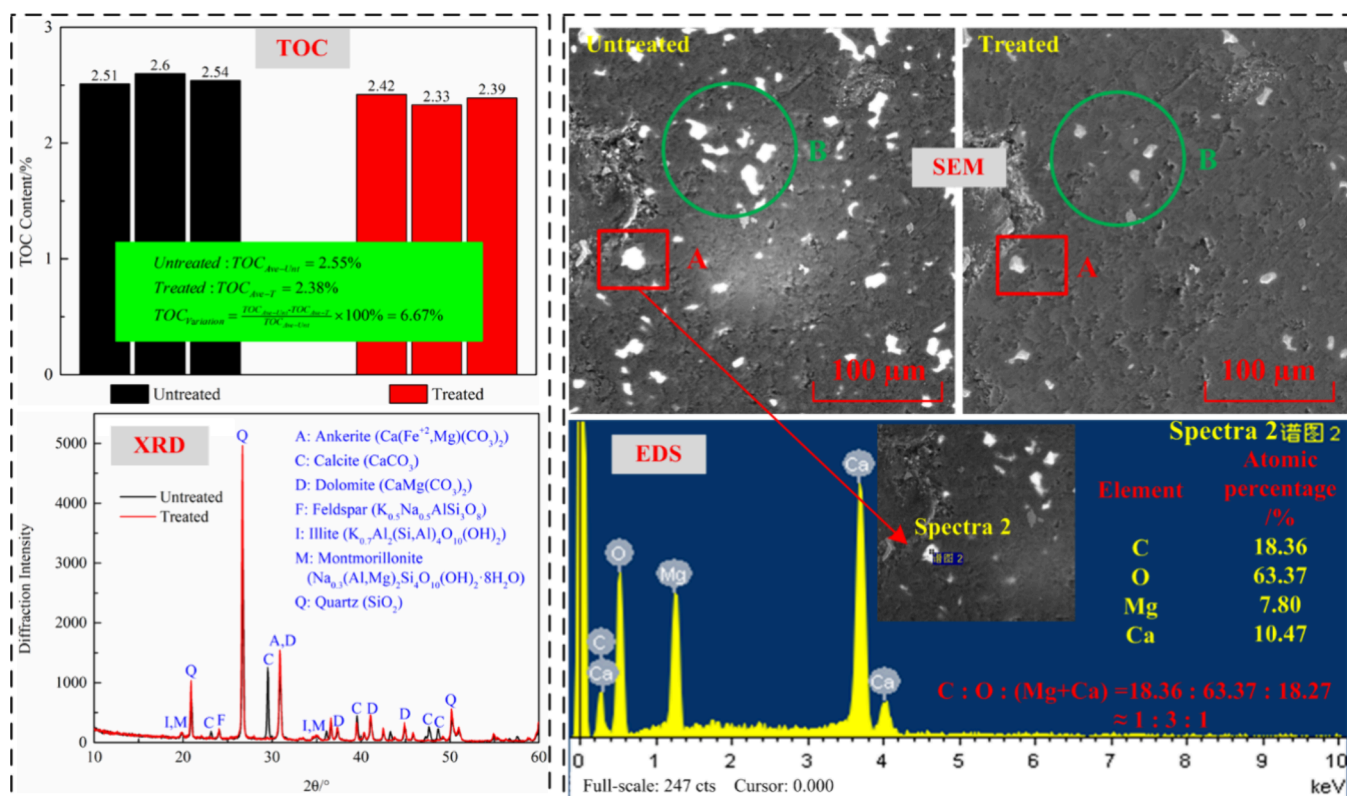 TOC
3
2
1
0
TOC Content/%
2.51
2.6
2.54
2.42
2.33
2.39
Untreated : TOC_Ave-Unt = 2.55%
Treated : TOC_Ave-T = 2.38%
TOC_Variation = TOC_Ave-Unt-TOC_Ave-T / TOC_Ave-Unt ×100% = 6.67%
Untreated
Treated
XRD
5000
4000
3000
2000
1000
0
Diffraction Intensity
Untreated
Treated
A: Ankerite (Ca(Fe⁺²,Mg)(CO₃)₂)
C: Calcite (CaCO₃)
D: Dolomite (CaMg(CO₃)₂)
F: Feldspar (K₀.₅Na₀.₅AlSi₃O₈)
I: Illite (K₀.₇Al₂(Si,Al)₄O₁₀(OH)₂)
M: Montmorillonite
(Na₀.₃(Al,Mg)₂Si₄O₁₀(OH)₂·8H₂O)
Q: Quartz (SiO₂)
I,M
Q
C
F
Q
C
A,D
I,M
D
C
D
D
C
C
Q
10
20
30
40
50
60
2θ/°
Untreated
B
A
100 μm
SEM
Treated
B
A
100 μm
EDS
C
Ca
O
Mg
Ca
Ca
Spectra 2
谱图 2
Spectra 2谱图 2
Element
Atomic
percentage
/%
C 18.36
O 63.37
Mg 7.80
Ca 10.47
C : O : (Mg+Ca) =18.36 : 63.37 : 18.27
≈ 1 : 3 : 1
0 1 2 3 4 5 6 7 8 9 10
Full-scale: 247 cts Cursor: 0.000
keV